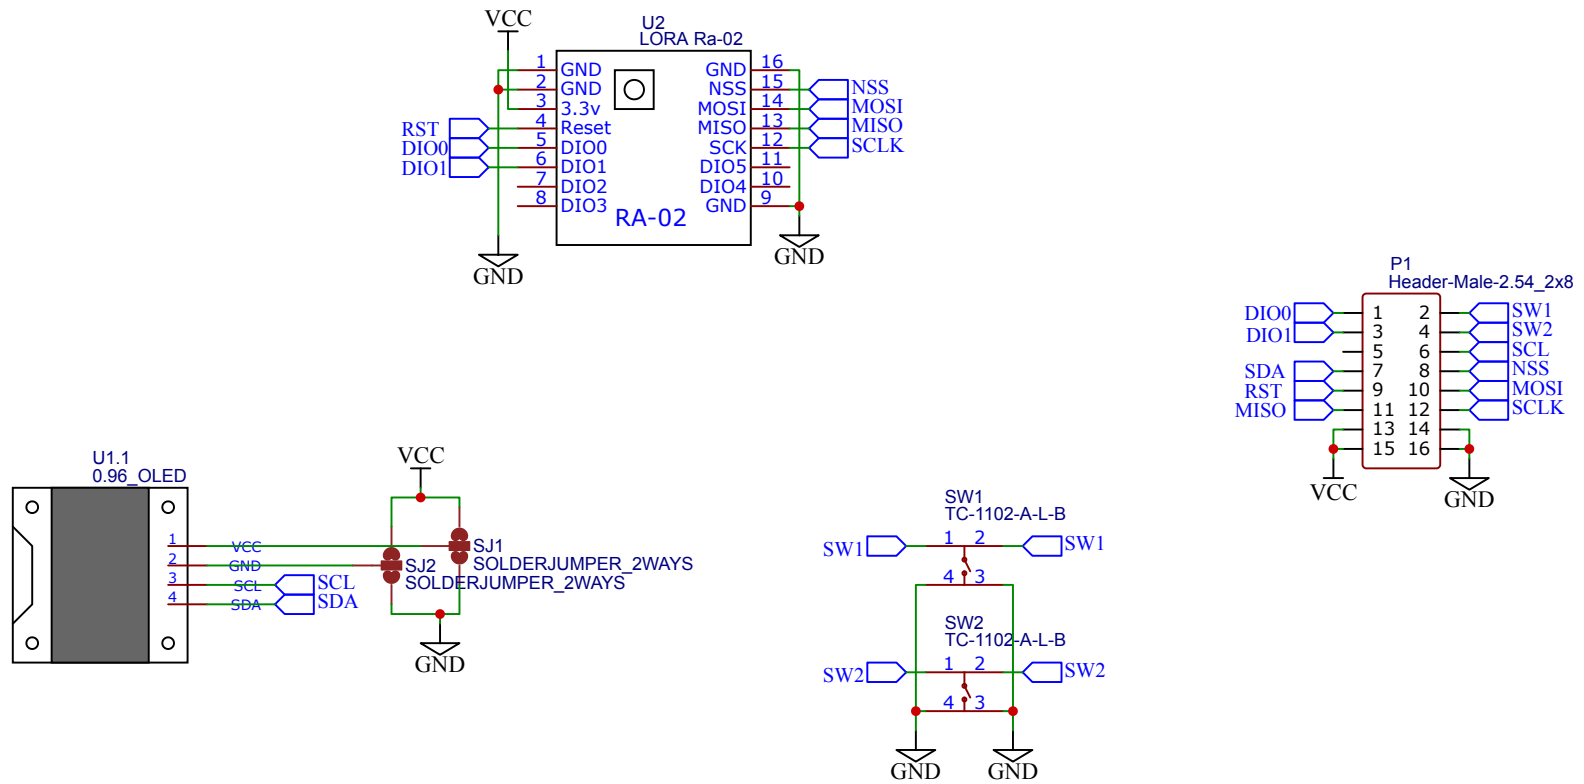 VCC
U2
LORA Ra-02
1 GND GND 16
2 GND NSS 15 NSS
3 3.3v MOSI 14 MOSI
RST 4 Reset MISO 13 MISO
DIO0 5 DIO0 SCK 12 SCLK
DIO1 6 DIO1 DIO5 11
7 DIO2 DIO4 10
8 DIO3 GND 9
RA-02
GND
GND
P1
Header-Male-2.54_2x8
DIO0 1 2 SW1
DIO1 3 4 SW2
5 6 SCL
SDA 7 8 NSS
RST 9 10 MOSI
MISO 11 12 SCLK
13 14
15 16
VCC
GND
U1.1
0.96_OLED
1 VCC
2 GND
3 SCL SCL
4 SDA SDA
VCC
SJ1
SOLDERJUMPER_2WAYS
SJ2
SOLDERJUMPER_2WAYS
GND
SW1
TC-1102-A-L-B
SW1 1 2 SW1
4 3
SW2
TC-1102-A-L-B
SW2 1 2 SW2
4 3
GND
GND